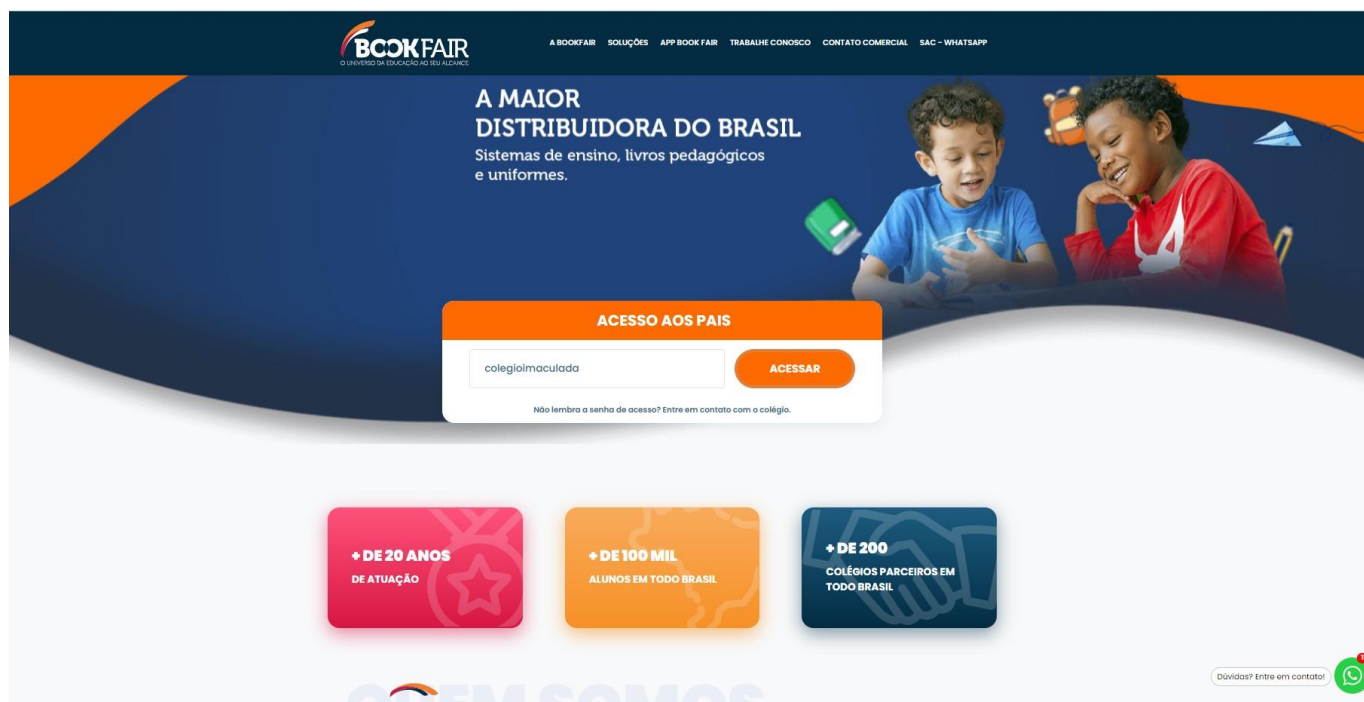 BOOKFAIR
O UNIVERSO DA EDUCAÇÃO AO SEU ALCANCE
A BOOKFAIR SOLUÇÕES APP BOOK FAIR TRABALHE CONOSCO CONTATO COMERCIAL SAC - WHATSAPP
A MAIOR
DISTRIBUIDORA DO BRASIL
Sistemas de ensino, livros pedagógicos
e uniformes.
ACESSO AOS PAIS
colegioimaculada
ACESSAR
Não lembra a senha de acesso? Entre em contato com o colégio.
+ DE 20 ANOS
DE ATUAÇÃO
+ DE 100 MIL
ALUNOS EM TODO BRASIL
+ DE 200
COLÉGIOS PARCEIROS EM
TODO BRASIL
QUEM SOMOS
Dúvidas? Entre em contato!
1